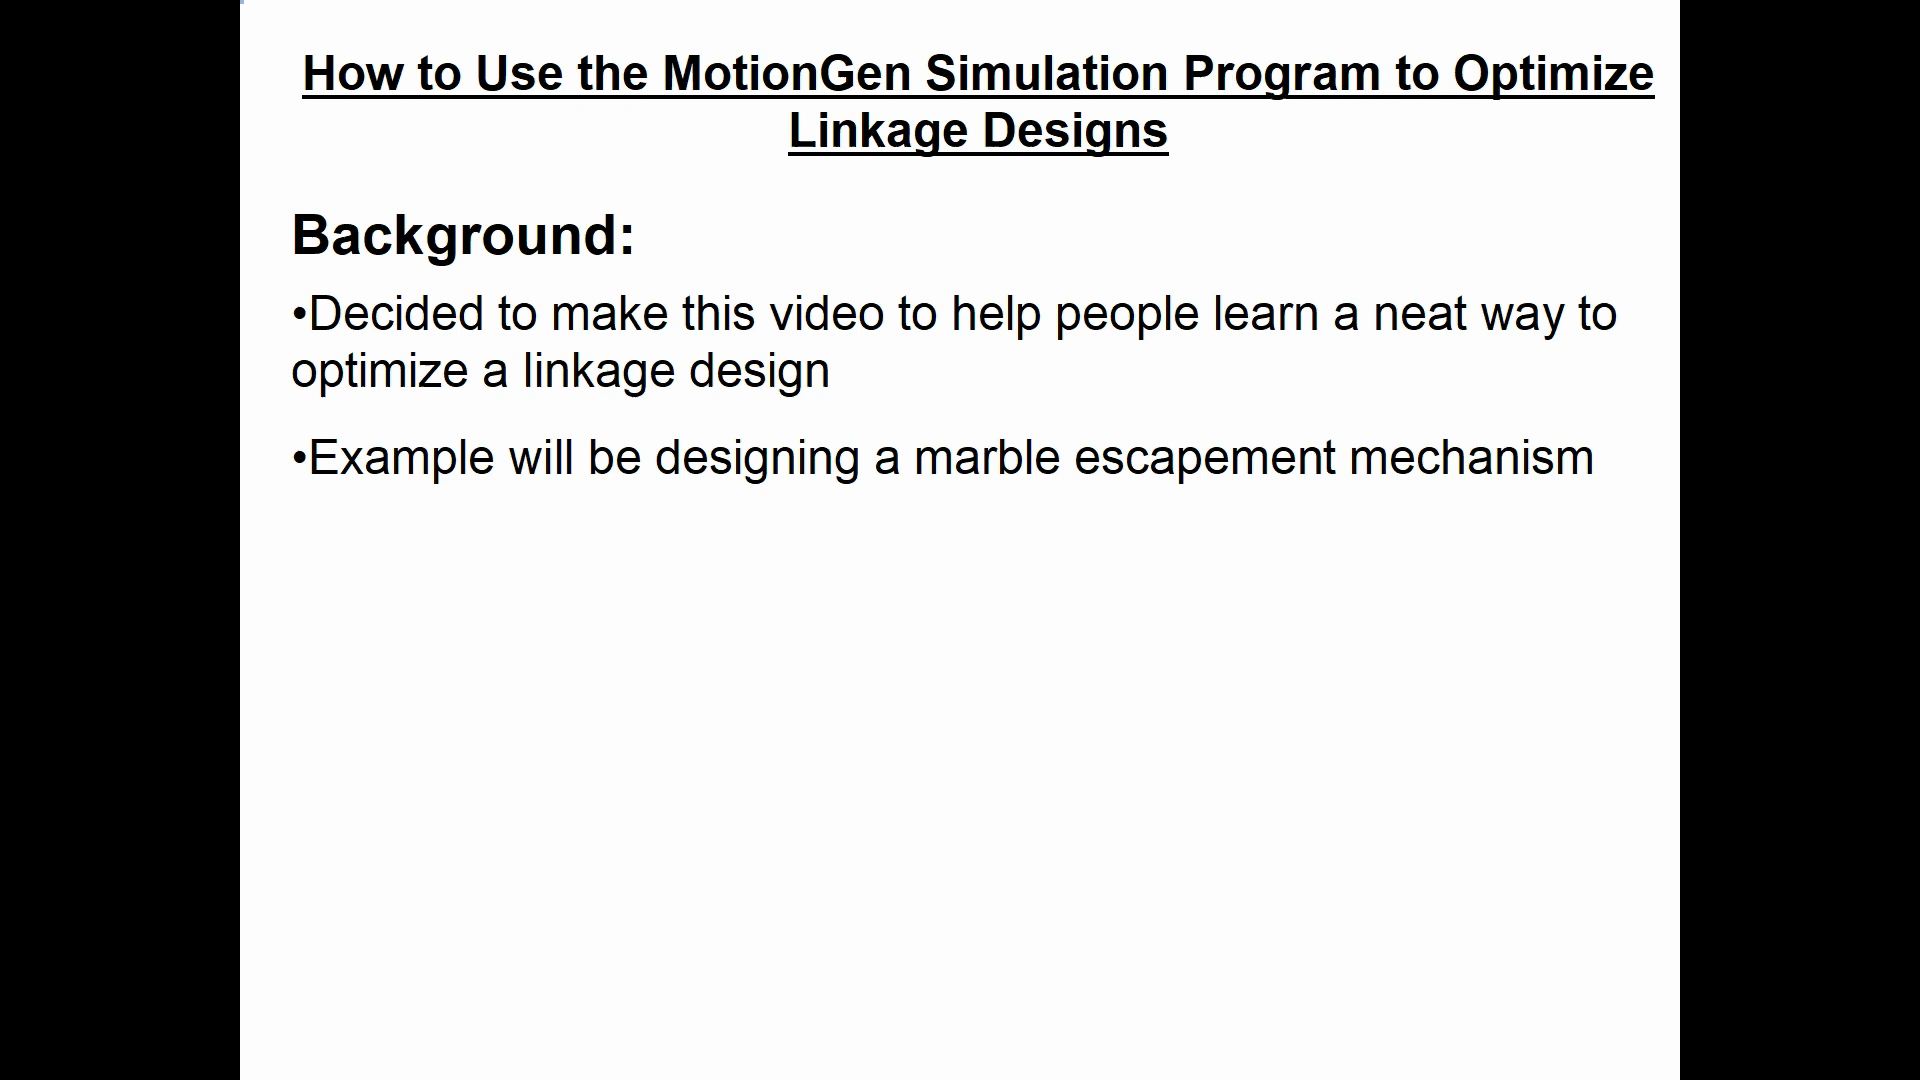 How to Use the MotionGen Simulation Program to Optimize
Linkage Designs
Background:
•Decided to make this video to help people learn a neat way to
optimize a linkage design
•Example will be designing a marble escapement mechanism